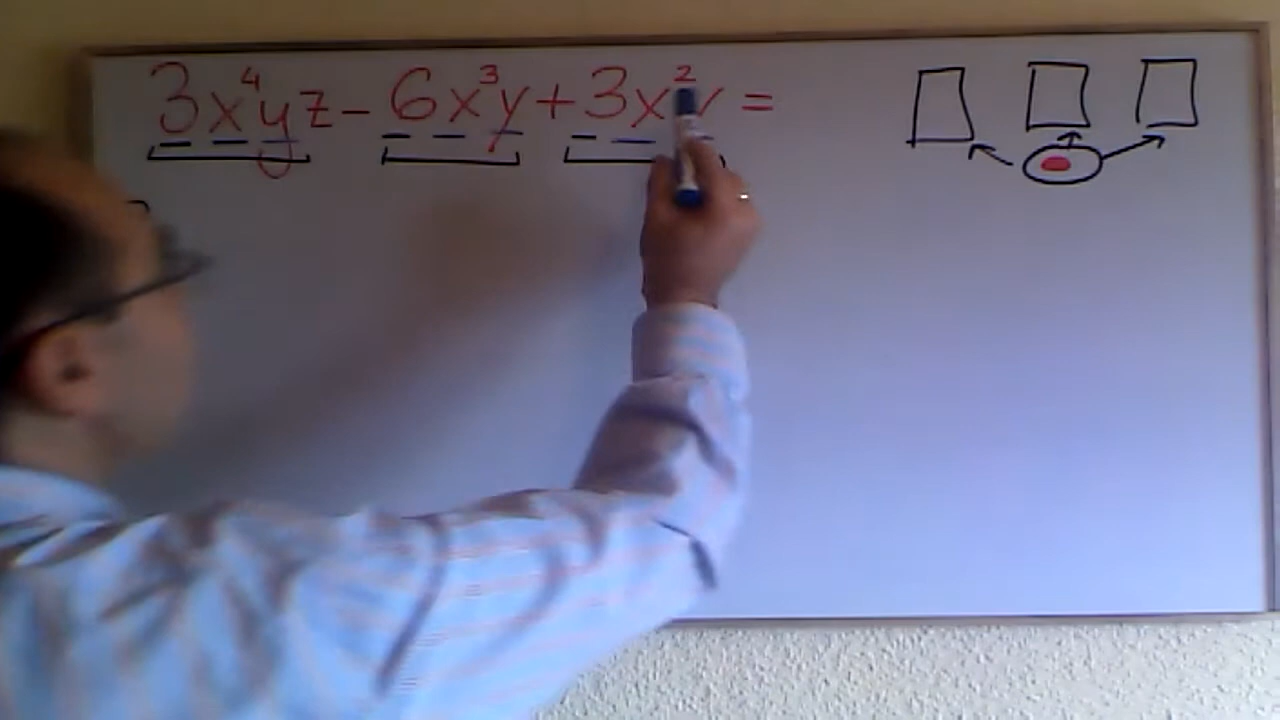 3x⁴yz - 6x³y + 3x²y =